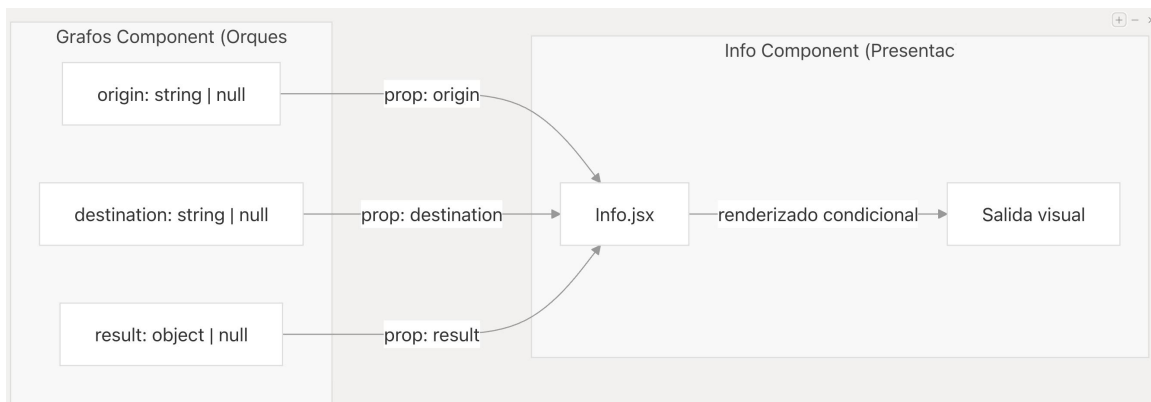 Grafos Component (Orques
origin: string | null
destination: string | null
result: object | null
prop: origin
prop: destination
prop: result
Info Component (Presentac
Info.jsx
renderizado condicional
Salida visual